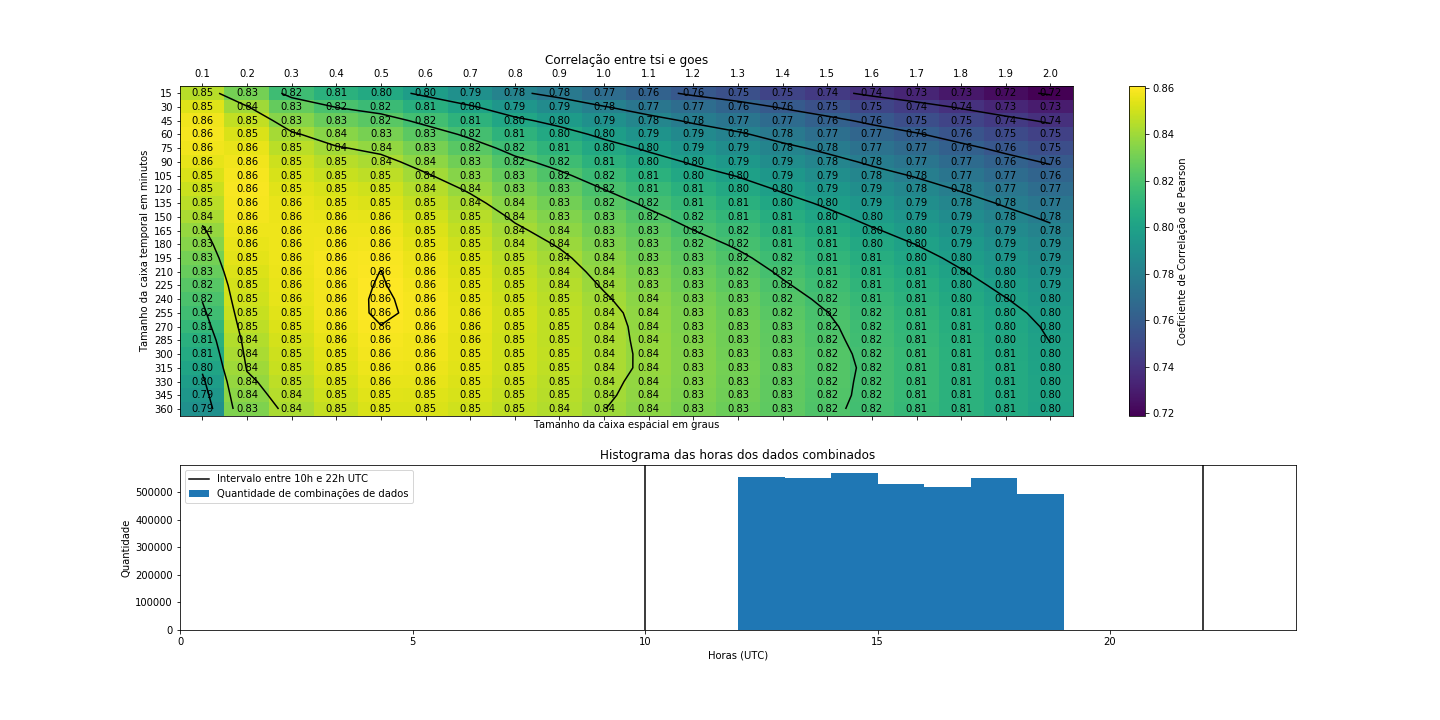 Correlação entre tsi e goes
0.1 0.2 0.3 0.4 0.5 0.6 0.7 0.8 0.9 1.0 1.1 1.2 1.3 1.4 1.5 1.6 1.7 1.8 1.9 2.0
15 0.85 0.83 0.82 0.81 0.80 0.80 0.79 0.78 0.78 0.77 0.76 0.76 0.75 0.75 0.74 0.74 0.73 0.73 0.72 0.72
30 0.85 0.84 0.83 0.82 0.82 0.81 0.80 0.79 0.79 0.78 0.77 0.77 0.76 0.76 0.75 0.75 0.74 0.74 0.73 0.73
45 0.86 0.85 0.83 0.83 0.82 0.82 0.81 0.80 0.80 0.79 0.78 0.78 0.77 0.76 0.76 0.76 0.75 0.75 0.74 0.74
60 0.86 0.85 0.84 0.84 0.83 0.83 0.82 0.81 0.80 0.80 0.79 0.79 0.78 0.78 0.77 0.77 0.76 0.76 0.75 0.75
75 0.86 0.86 0.85 0.84 0.84 0.83 0.82 0.82 0.81 0.80 0.80 0.79 0.79 0.78 0.78 0.77 0.77 0.76 0.76 0.75
90 0.86 0.86 0.85 0.85 0.84 0.84 0.83 0.82 0.82 0.81 0.80 0.80 0.79 0.79 0.78 0.78 0.77 0.77 0.76 0.76
105 0.85 0.86 0.85 0.85 0.85 0.84 0.83 0.83 0.82 0.82 0.81 0.80 0.80 0.79 0.79 0.78 0.78 0.77 0.77 0.76
120 0.85 0.86 0.86 0.85 0.85 0.84 0.84 0.83 0.83 0.82 0.81 0.81 0.80 0.80 0.79 0.79 0.78 0.78 0.77 0.77
135 0.85 0.86 0.86 0.85 0.85 0.85 0.84 0.84 0.83 0.82 0.82 0.81 0.81 0.80 0.80 0.79 0.79 0.78 0.78 0.77
150 0.84 0.86 0.86 0.86 0.86 0.85 0.85 0.84 0.83 0.83 0.82 0.82 0.81 0.81 0.80 0.80 0.79 0.79 0.78 0.78
165 0.84 0.86 0.86 0.86 0.86 0.85 0.85 0.84 0.84 0.83 0.83 0.82 0.82 0.81 0.81 0.80 0.80 0.79 0.79 0.78
180 0.83 0.86 0.86 0.86 0.86 0.86 0.85 0.84 0.84 0.83 0.83 0.82 0.82 0.81 0.81 0.80 0.80 0.79 0.79 0.79
195 0.83 0.85 0.86 0.86 0.86 0.86 0.85 0.85 0.84 0.84 0.83 0.83 0.82 0.82 0.81 0.81 0.80 0.80 0.79 0.79
210 0.83 0.85 0.86 0.86 0.86 0.86 0.85 0.85 0.84 0.84 0.83 0.83 0.82 0.82 0.81 0.81 0.80 0.80 0.80 0.79
225 0.82 0.85 0.86 0.86 0.86 0.86 0.85 0.85 0.84 0.84 0.83 0.83 0.83 0.82 0.82 0.81 0.81 0.80 0.80 0.79
240 0.82 0.85 0.86 0.86 0.86 0.86 0.85 0.85 0.85 0.84 0.84 0.83 0.83 0.82 0.82 0.81 0.81 0.80 0.80 0.80
255 0.82 0.85 0.86 0.86 0.86 0.86 0.85 0.85 0.85 0.84 0.84 0.83 0.83 0.82 0.82 0.81 0.81 0.80 0.80 0.80
270 0.81 0.85 0.85 0.86 0.86 0.86 0.85 0.85 0.85 0.84 0.84 0.83 0.83 0.82 0.82 0.82 0.81 0.81 0.80 0.80
285 0.81 0.84 0.85 0.86 0.86 0.86 0.85 0.85 0.85 0.84 0.84 0.83 0.83 0.83 0.82 0.82 0.81 0.81 0.80 0.80
300 0.81 0.84 0.85 0.86 0.86 0.86 0.85 0.85 0.85 0.84 0.84 0.83 0.83 0.83 0.82 0.82 0.81 0.81 0.81 0.80
315 0.80 0.84 0.85 0.85 0.86 0.86 0.85 0.85 0.85 0.84 0.84 0.83 0.83 0.83 0.82 0.82 0.81 0.81 0.81 0.80
330 0.80 0.84 0.85 0.85 0.86 0.85 0.85 0.85 0.84 0.84 0.84 0.83 0.83 0.83 0.82 0.82 0.81 0.81 0.81 0.80
345 0.79 0.84 0.84 0.85 0.85 0.85 0.85 0.85 0.84 0.84 0.84 0.83 0.83 0.83 0.82 0.82 0.81 0.81 0.81 0.80
360 0.79 0.83 0.84 0.85 0.85 0.85 0.85 0.85 0.84 0.84 0.84 0.83 0.83 0.83 0.82 0.82 0.81 0.81 0.81 0.80
Tamanho da caixa temporal em minutos
Tamanho da caixa espacial em graus
0.86
0.84
0.82
0.80
0.78
0.76
0.74
0.72
Coeficiente de Correlação de Pearson
Histograma das horas dos dados combinados
Intervalo entre 10h e 22h UTC
Quantidade de combinações de dados
500000
400000
300000
200000
100000
0
Quantidade
0 5 10 15 20
Horas (UTC)